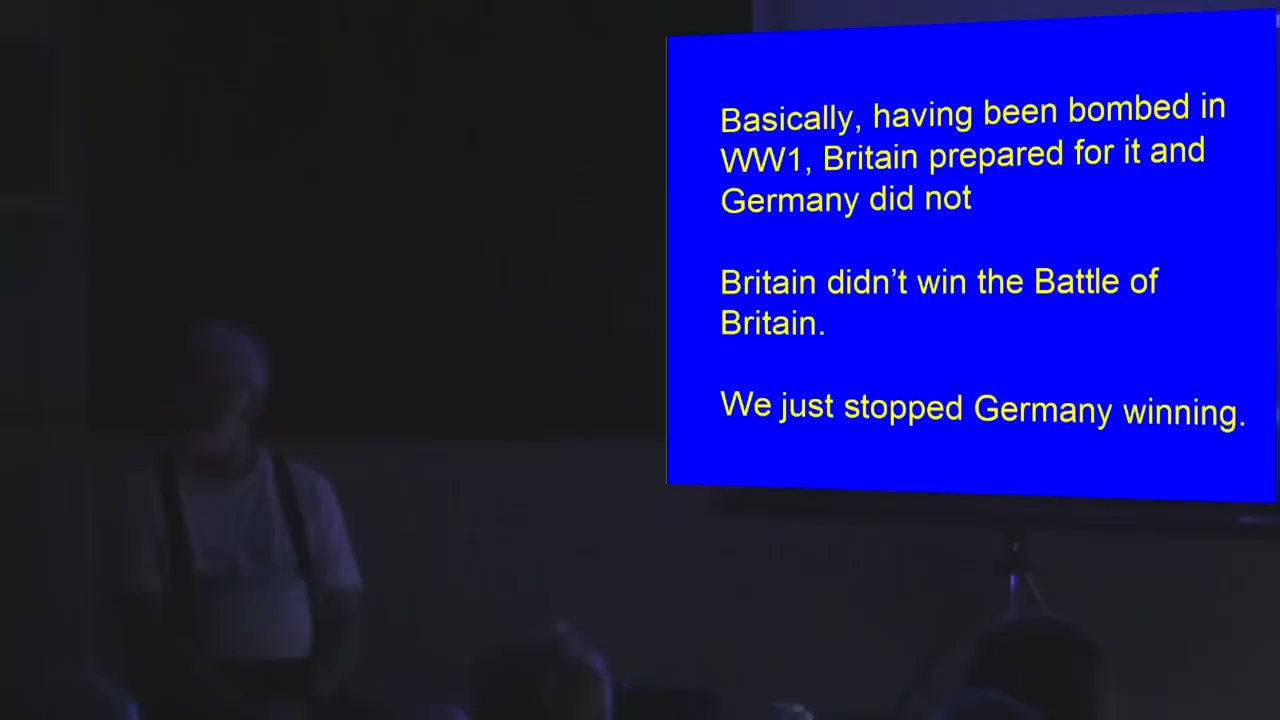 Basically, having been bombed in
WW1, Britain prepared for it and
Germany did not
Britain didn’t win the Battle of
Britain.
We just stopped Germany winning.